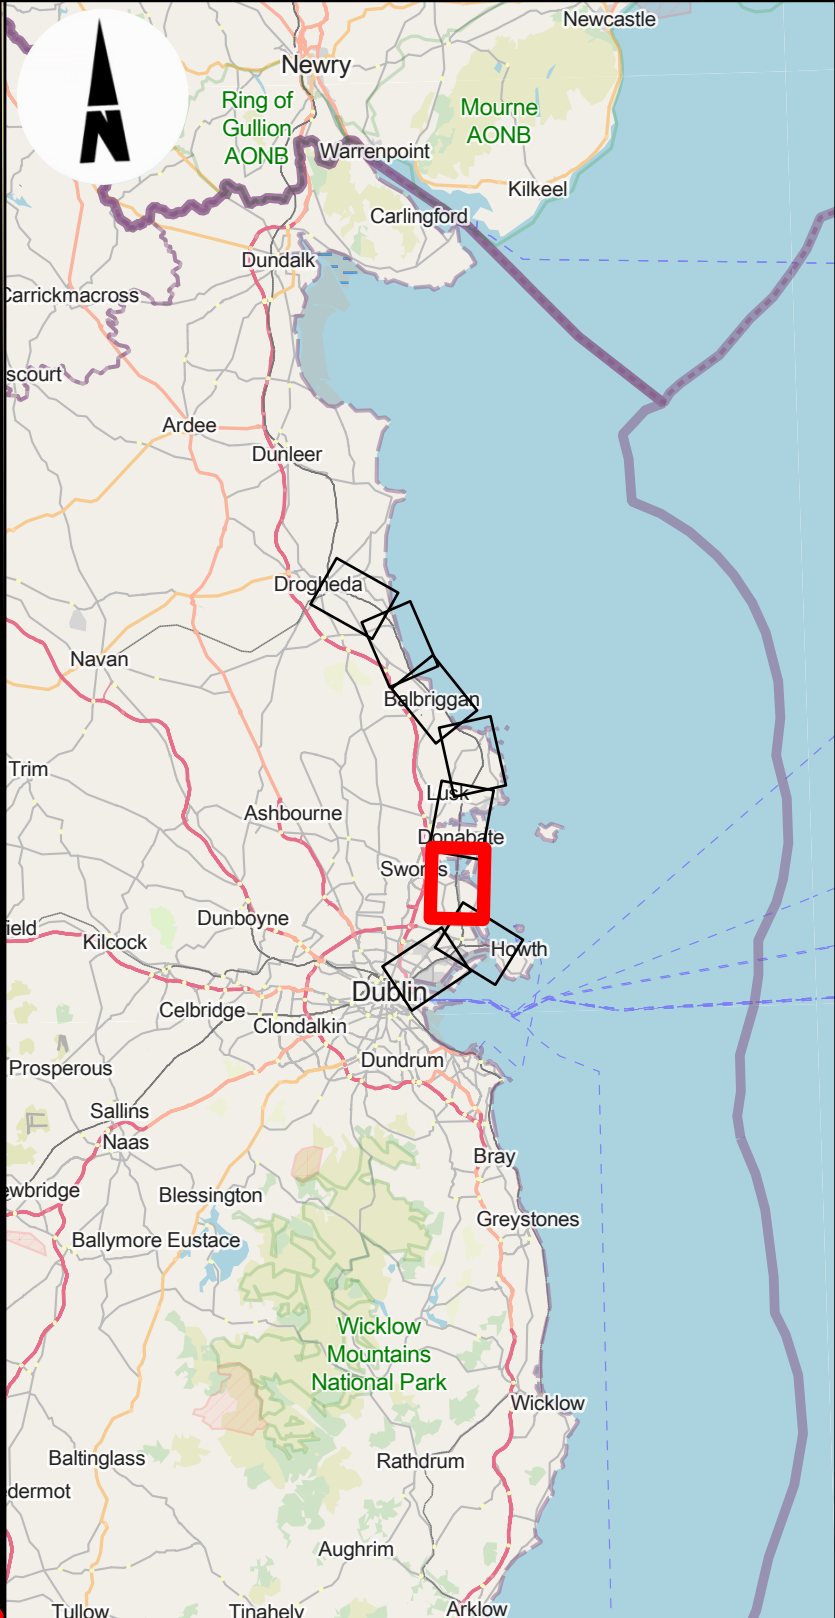 Newcastle
Newry
Ring of
Gullion
AONB
Mourne
AONB
N
Warrenpoint
Kilkeel
Carlingford
Dundalk
Carrickmacross
scourt
Ardee
Dunleer
Drogheda
Navan
Balbriggan
Trim
Lusk
Ashbourne
Donabate
Swords
Dunboyne
ield
Kilcock
Howth
Dublin
Celbridge
Clondalkin
Dundrum
Prosperous
Sallins
Naas
Bray
ewbridge
Blessington
Greystones
Ballymore Eustace
Wicklow
Mountains
National Park
Wicklow
Baltinglass
Rathdrum
dermot
Aughrim
Tullow
Tinahely
Arklow